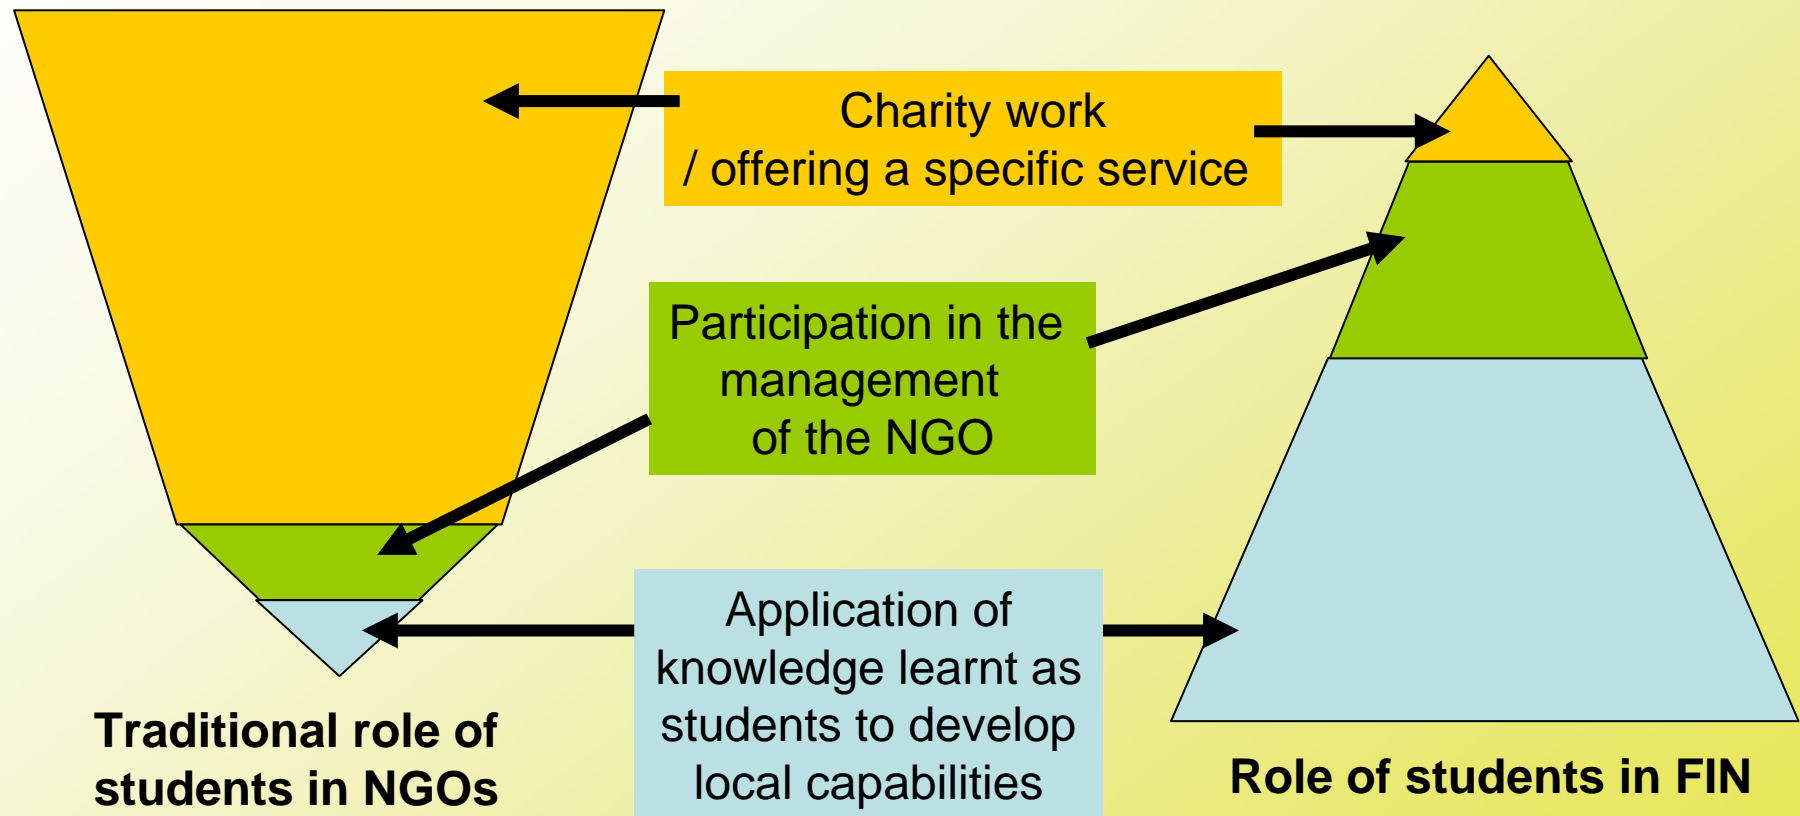 Charity work
/ offering a specific service
Participation in the
management
of the NGO
Application of
knowledge learnt as
students to develop
local capabilities
Traditional role of
students in NGOs
Role of students in FIN